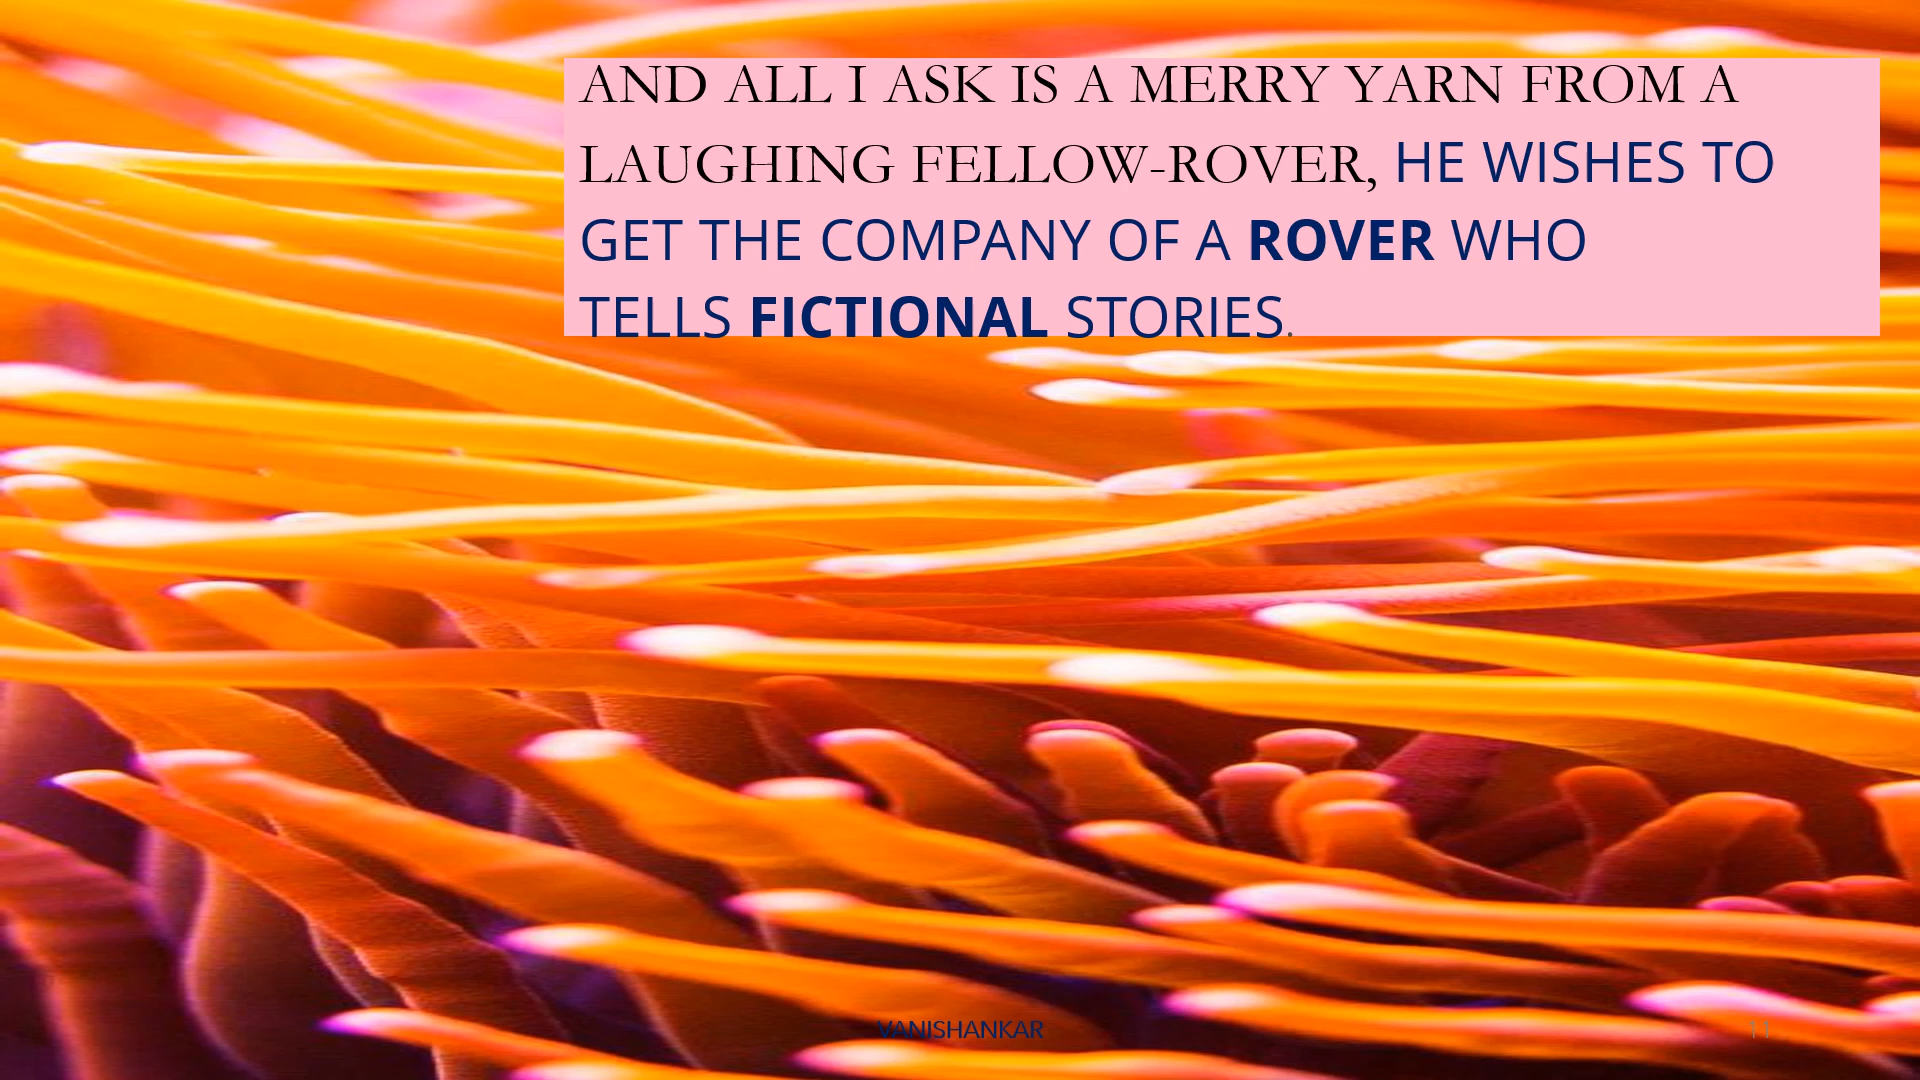 AND ALL I ASK IS A MERRY YARN FROM A
LAUGHING FELLOW-ROVER, HE WISHES TO
GET THE COMPANY OF A ROVER WHO
TELLS FICTIONAL STORIES.
VANISHANKAR
11